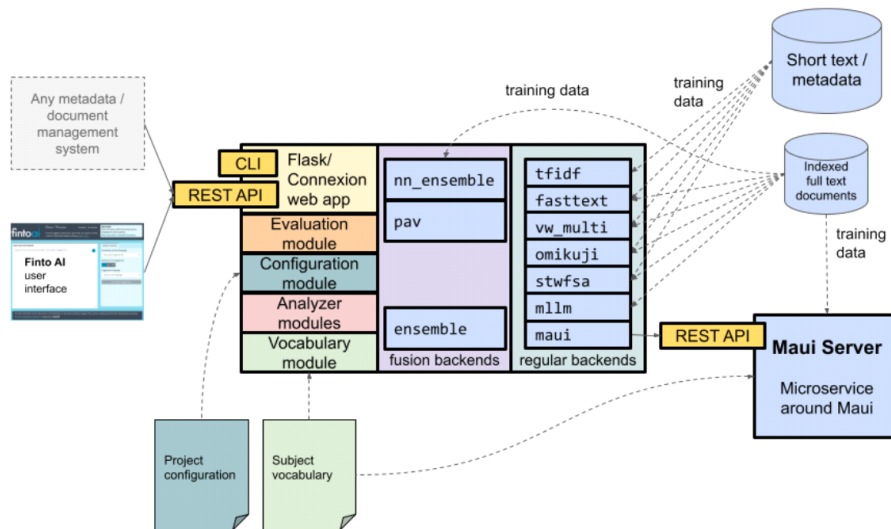 Any metadata /
document
management
system
fintoai
Finto AI
user
interface
CLI
REST API
Flask/
Connexion
web app
Evaluation
module
Configuration
module
Analyzer
modules
Vocabulary
module
training data
nn_ensemble
pav
ensemble
fusion backends
tfidf
fasttext
vw_multi
omikuji
stwfsa
mllm
maui
regular backends
training
data
Short text /
metadata
Indexed
full text
documents
training
data
REST API
Maui Server
Microservice
around Maui
Project
configuration
Subject
vocabulary